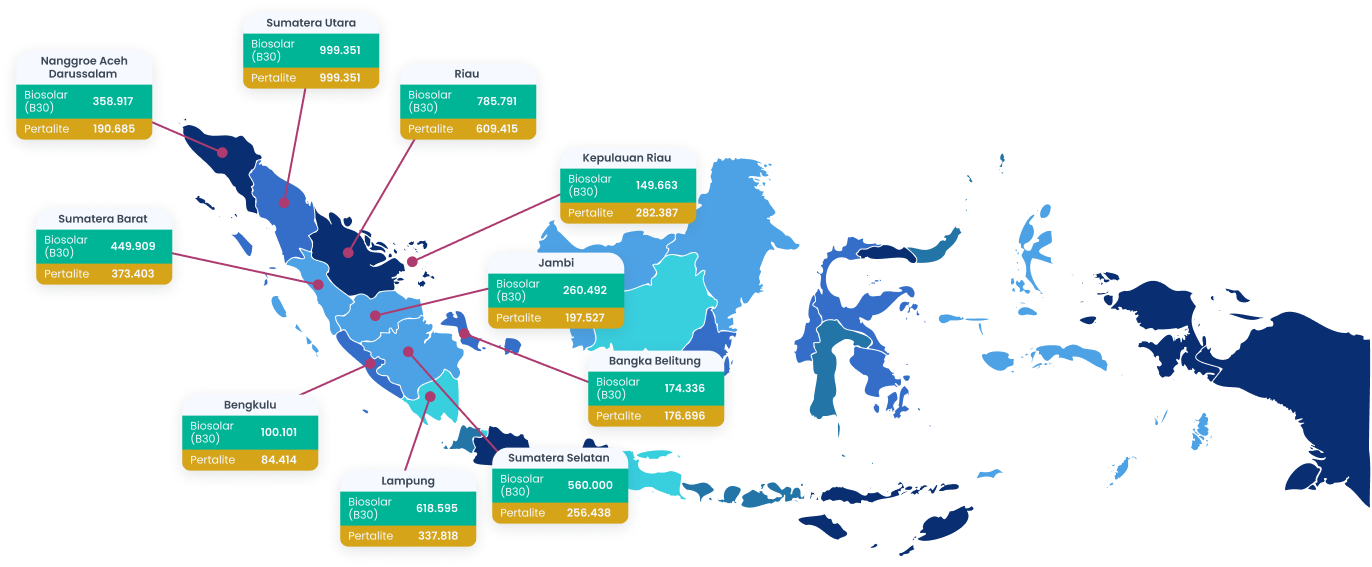 Sumatera Utara
Biosolar
(B30)
999.351
Pertalite 999.351
Nanggroe Aceh
Darussalam
Biosolar
(B30)
358.917
Pertalite 190.685
Riau
Biosolar
(B30)
785.791
Pertalite 609.415
Kepulauan Riau
Biosolar
(B30)
149.663
Pertalite 282.387
Sumatera Barat
Biosolar
(B30)
449.909
Pertalite 373.403
Jambi
Biosolar
(B30)
260.492
Pertalite 197.527
Bangka Belitung
Biosolar
(B30)
174.336
Pertalite 176.696
Bengkulu
Biosolar
(B30)
100.101
Pertalite 84.414
Sumatera Selatan
Biosolar
(B30)
560.000
Pertalite 256.438
Lampung
Biosolar
(B30)
618.595
Pertalite 337.818